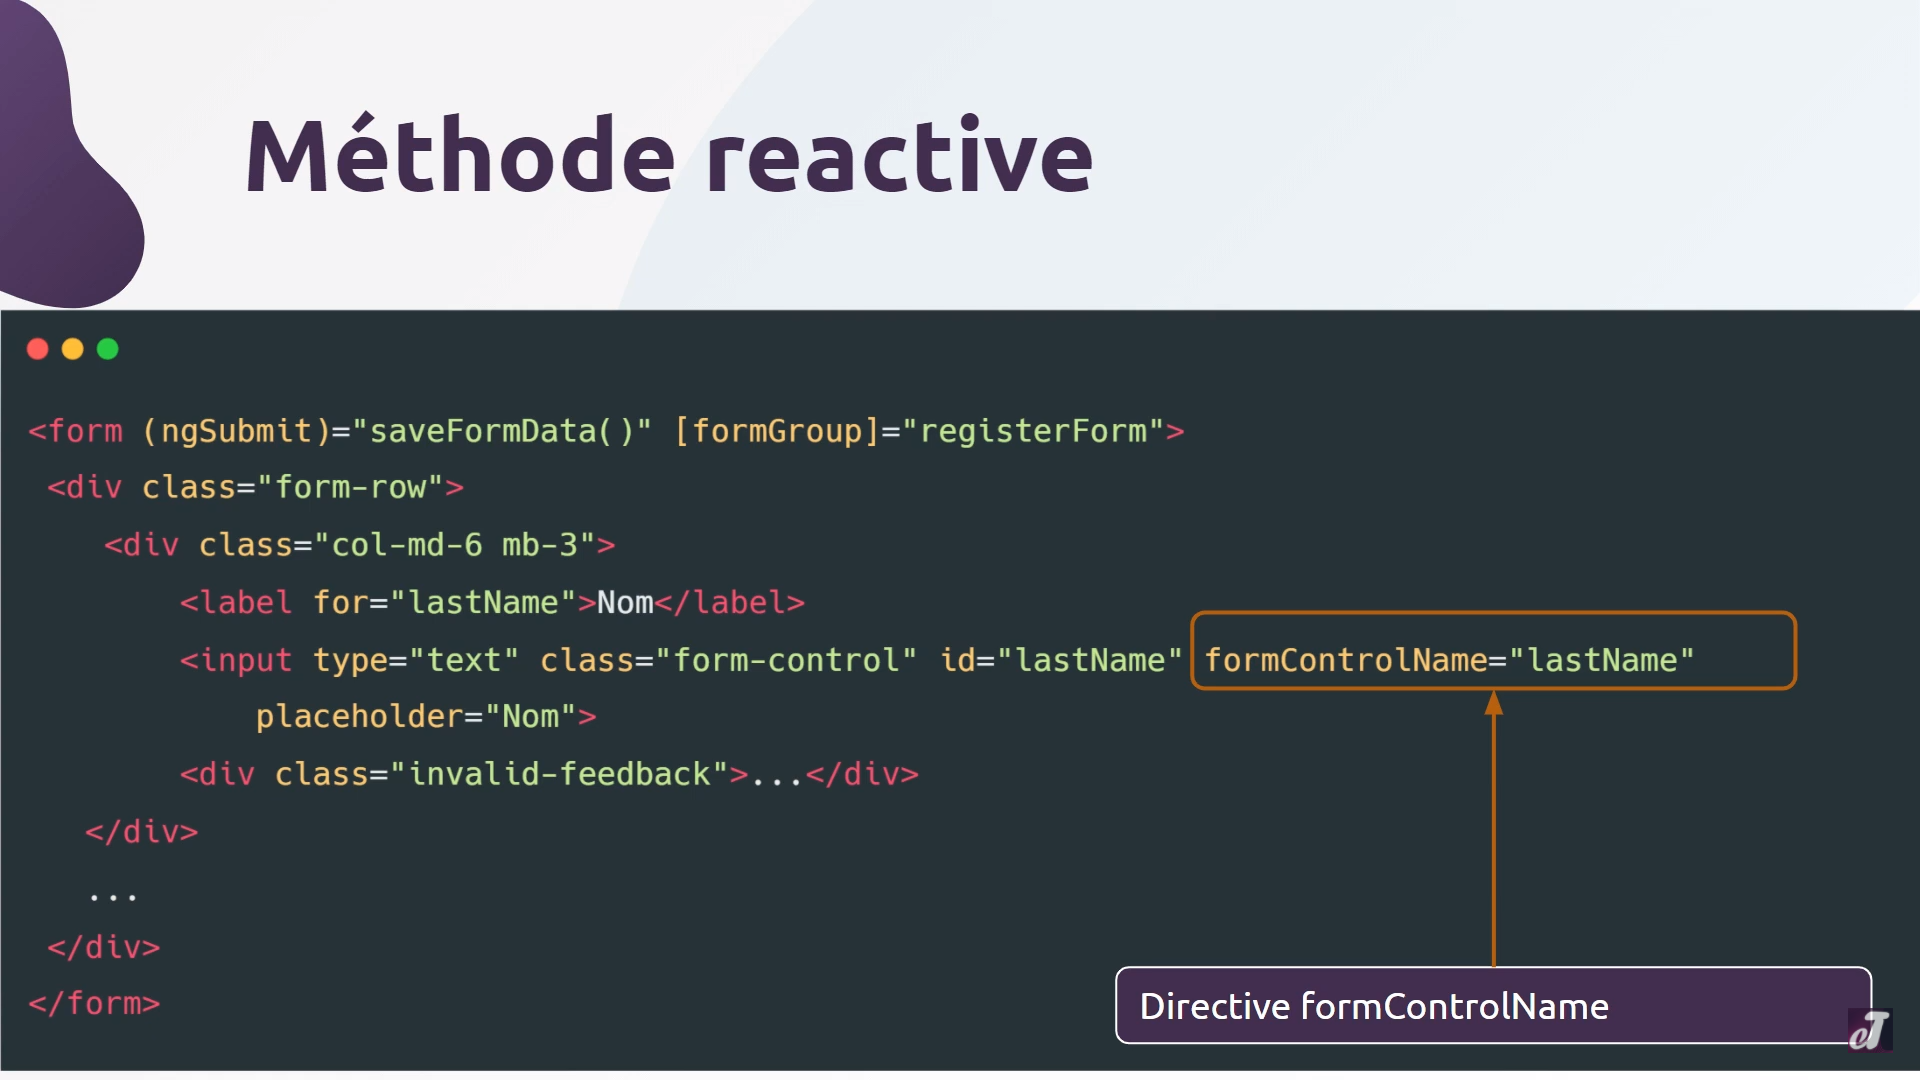 Méthode reactive
<form (ngSubmit)="saveFormData()" [formGroup]="registerForm">
<div class="form-row">
<div class="col-md-6 mb-3">
<label for="lastName">Nom</label>
<input type="text" class="form-control" id="lastName" formControlName="lastName"
placeholder="Nom">
<div class="invalid-feedback">...</div>
</div>
...
</div>
</form>
Directive formControlName
eT